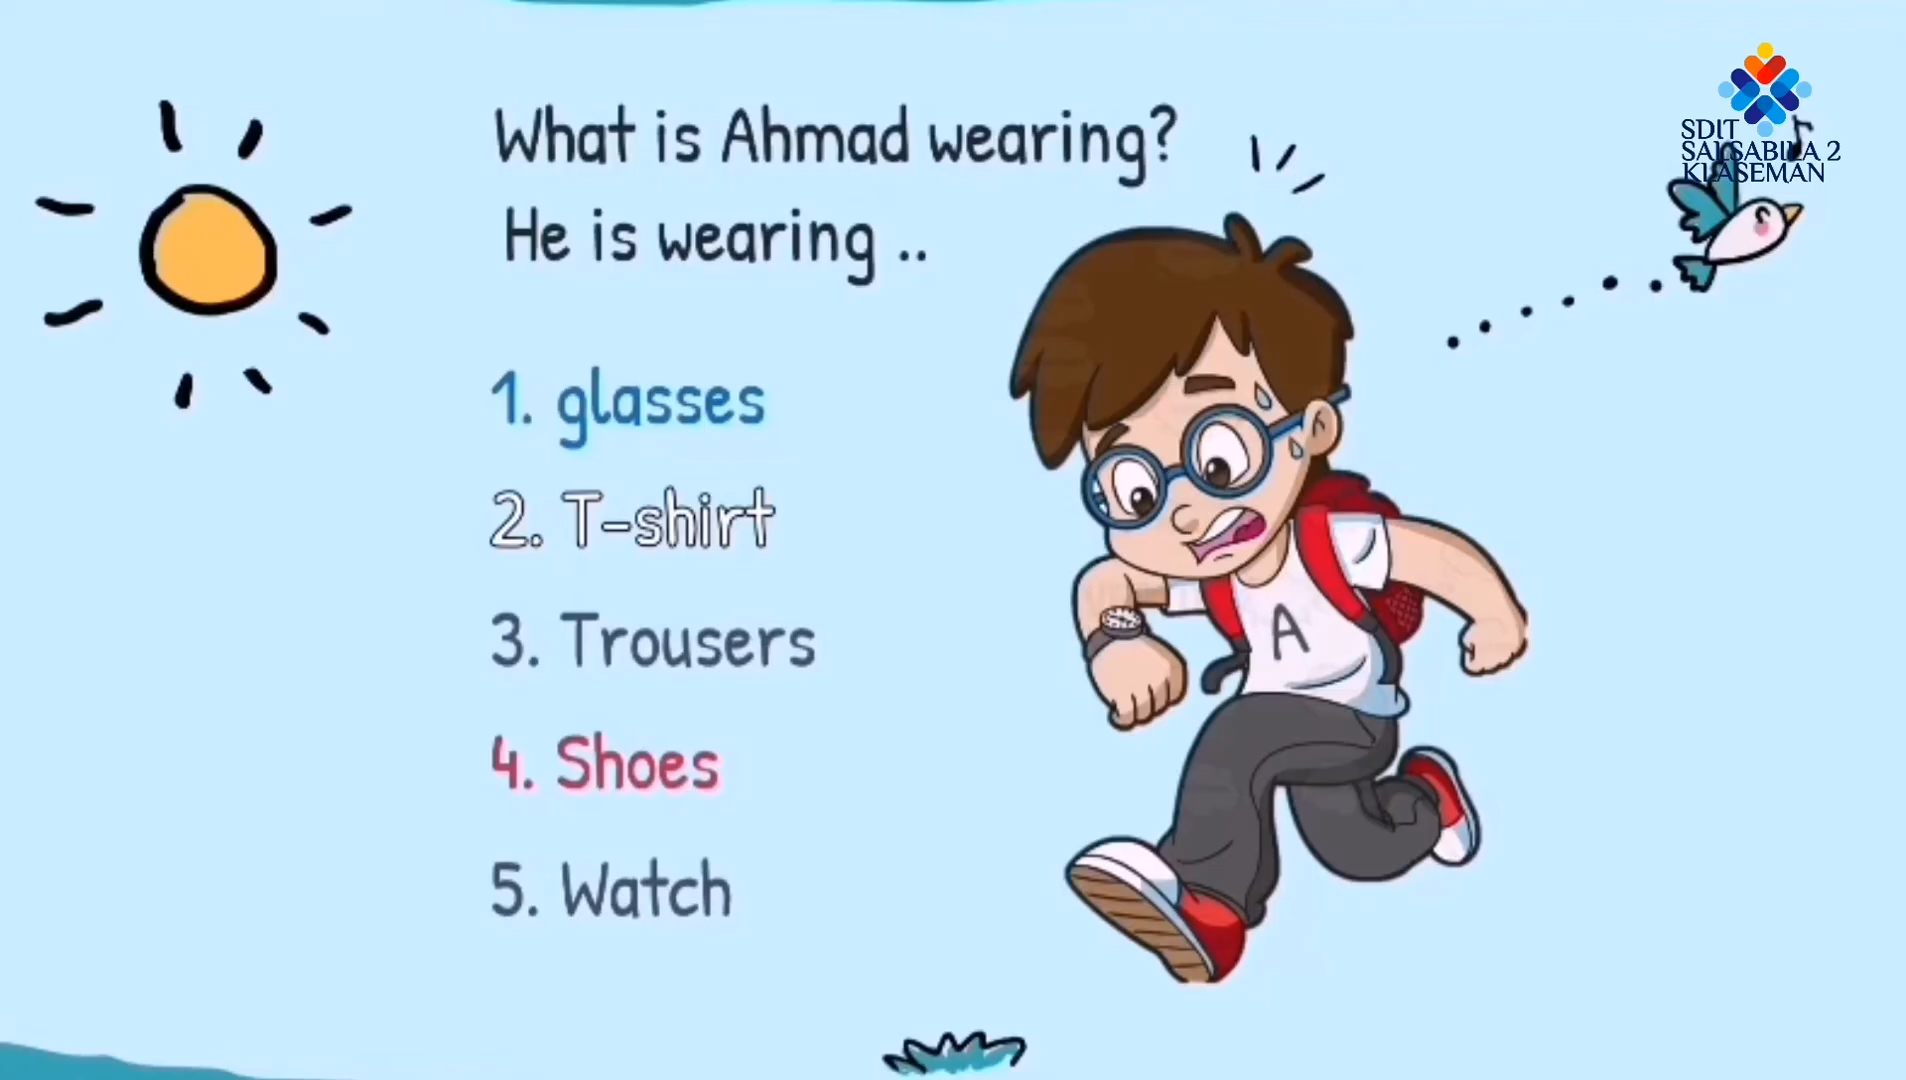 What is Ahmad wearing?
He is wearing ..
1. glasses
2. T-shirt
3. Trousers
4. Shoes
5. Watch
A
SDIT
SALSABILA 2
KLASEMAN